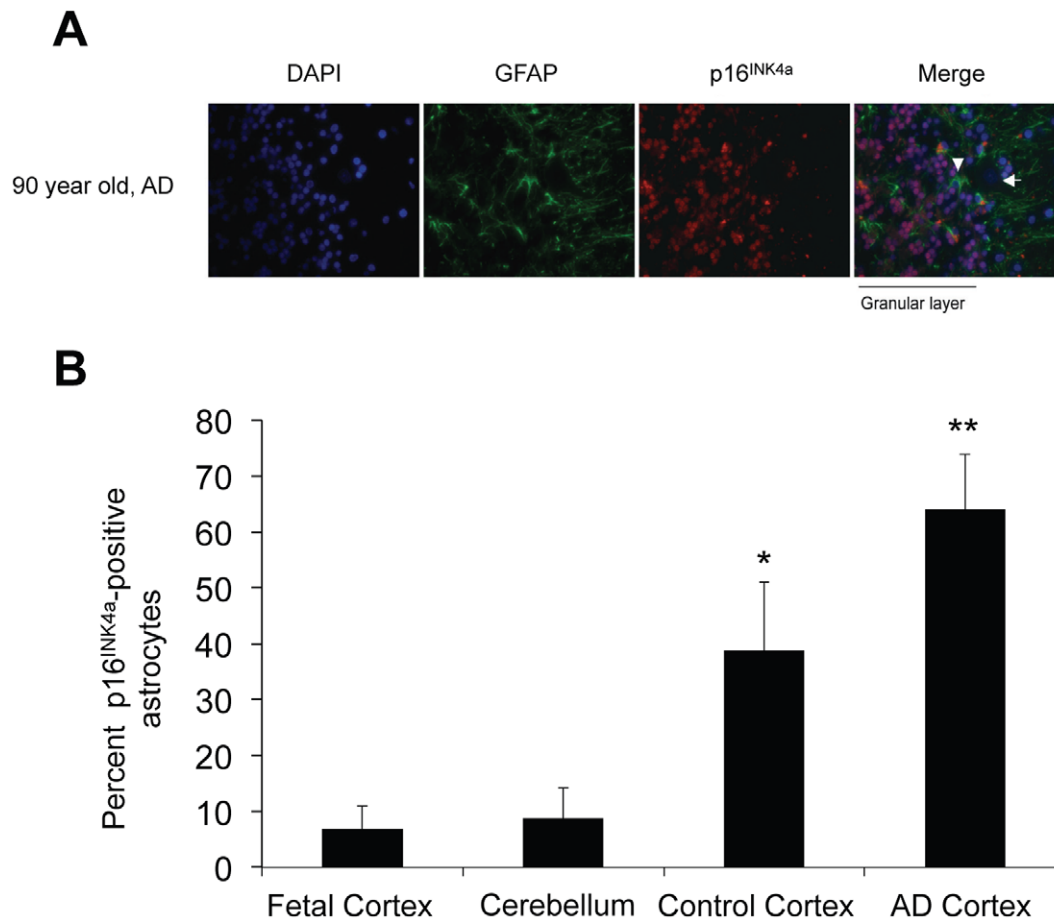 A
DAPI GFAP p16INK4a Merge
90 year old, AD
Granular layer
B
Percent p16INK4a-positive
astrocytes
80
70
60
50
40
30
20
10
0
*
**
Fetal Cortex Cerebellum Control Cortex AD Cortex